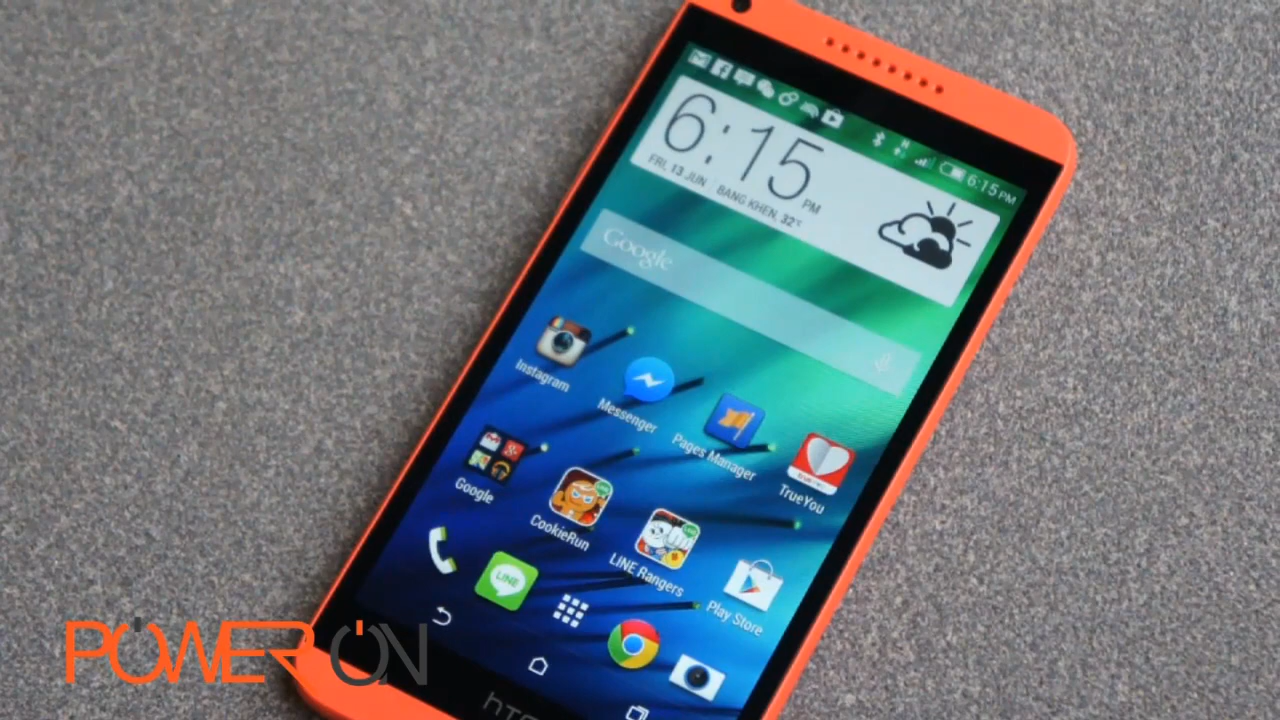 6:15 PM
6:15 PM
FRI, 13 JUN
BANG KHEN, 32°C
Google
Instagram
Messenger
Pages Manager
TrueYou
Google
CookieRun
LINE Rangers
Play Store
LINE
POWER ON
hTC